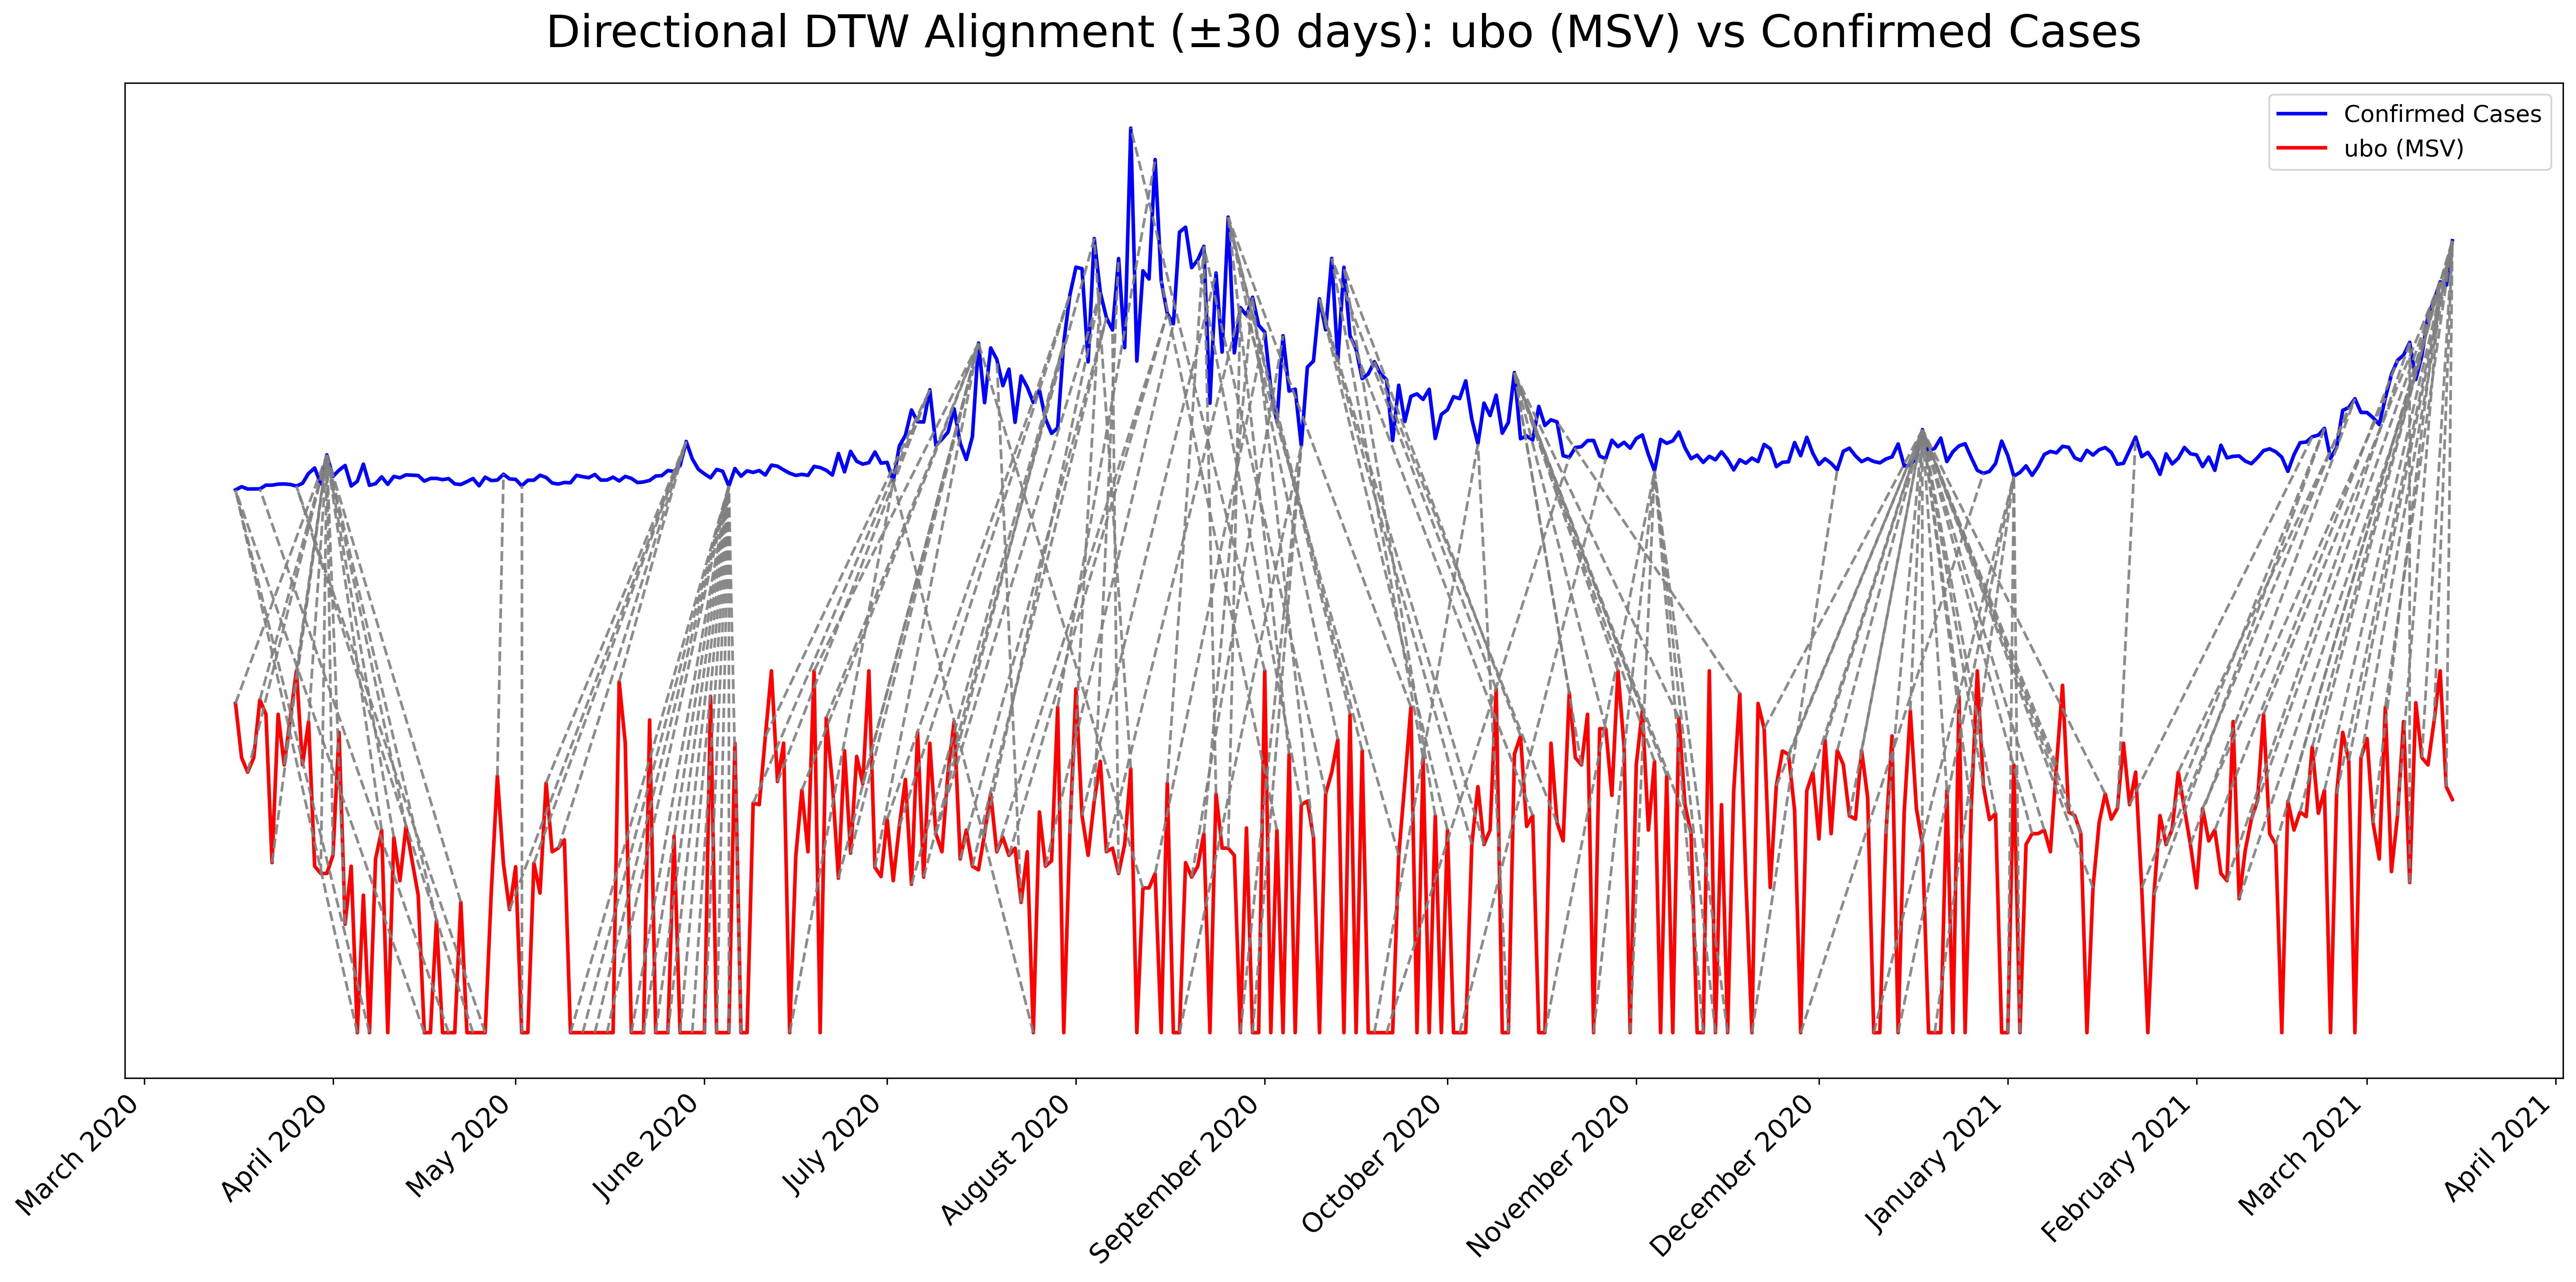 Directional DTW Alignment (±30 days): ubo (MSV) vs Confirmed Cases
Confirmed Cases
ubo (MSV)
March 2020
April 2020
May 2020
June 2020
July 2020
August 2020
September 2020
October 2020
November 2020
December 2020
January 2021
February 2021
March 2021
April 2021